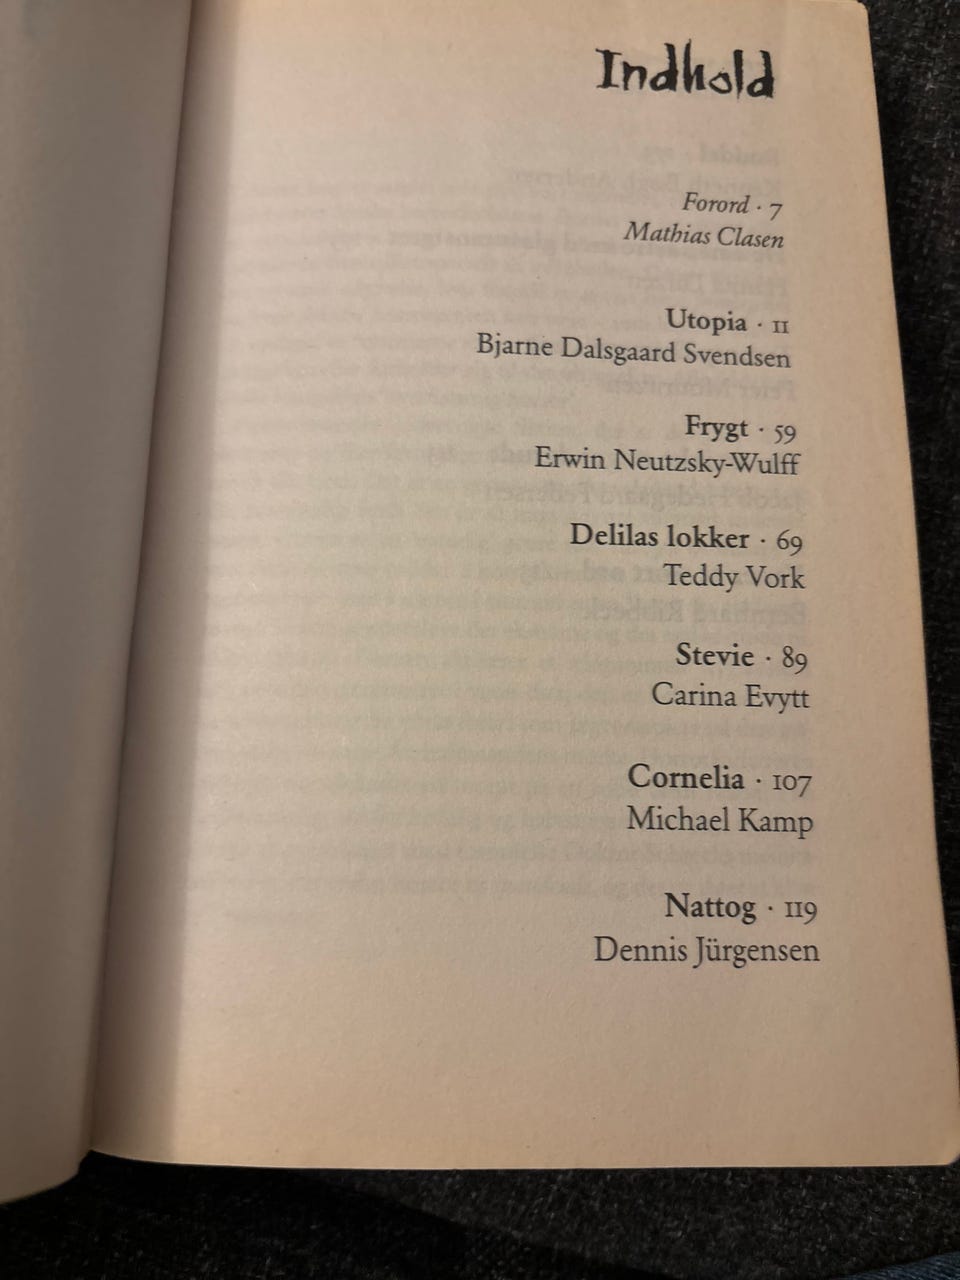 Indhold
Forord · 7
Mathias Clasen
Utopia · 11
Bjarne Dalsgaard Svendsen
Frygt · 59
Erwin Neutzsky-Wulff
Delilas lokker · 69
Teddy Vork
Stevie · 89
Carina Evytt
Cornelia · 107
Michael Kamp
Nattog · 119
Dennis Jürgensen